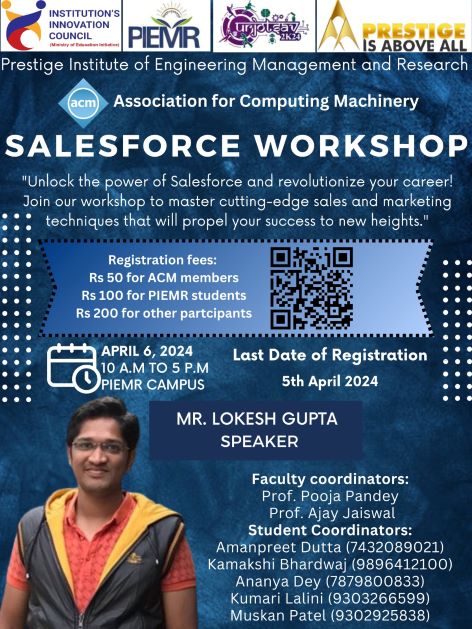 INSTITUTION'S
INNOVATION
COUNCIL
(Ministry of Education Initiative)
PIEMR
Urjotsav
2K24
PRESTIGE
IS ABOVE ALL
Prestige Institute of Engineering Management and Research
acm
Association for Computing Machinery
SALESFORCE WORKSHOP
"Unlock the power of Salesforce and revolutionize your career!
Join our workshop to master cutting-edge sales and marketing
techniques that will propel your success to new heights."
Registration fees:
Rs 50 for ACM members
Rs 100 for PIEMR students
Rs 200 for other partcipants
APRIL 6, 2024
10 A.M TO 5 P.M
PIEMR CAMPUS
Last Date of Registration
5th April 2024
MR. LOKESH GUPTA
SPEAKER
Faculty coordinators:
Prof. Pooja Pandey
Prof. Ajay Jaiswal
Student Coordinators:
Amanpreet Dutta (7432089021)
Kamakshi Bhardwaj (9896412100)
Ananya Dey (7879800833)
Kumari Lalini (9303266599)
Muskan Patel (9302925838)